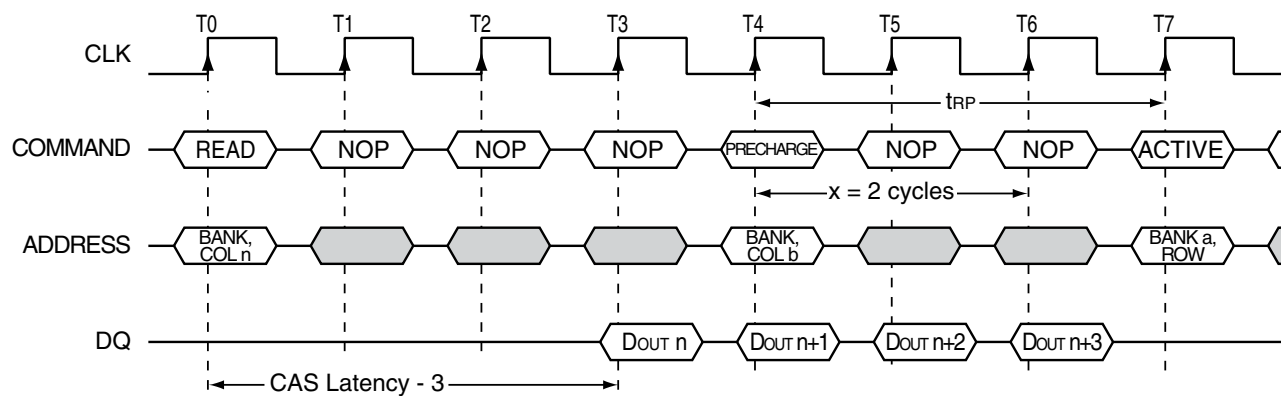 T0 T1 T2 T3 T4 T5 T6 T7
CLK
tRP
COMMAND READ NOP NOP NOP PRECHARGE NOP NOP ACTIVE
x = 2 cycles
ADDRESS
BANK,
COL n
BANK,
COL b
BANK a,
ROW
DQ DOUT n DOUT n+1 DOUT n+2 DOUT n+3
CAS Latency - 3